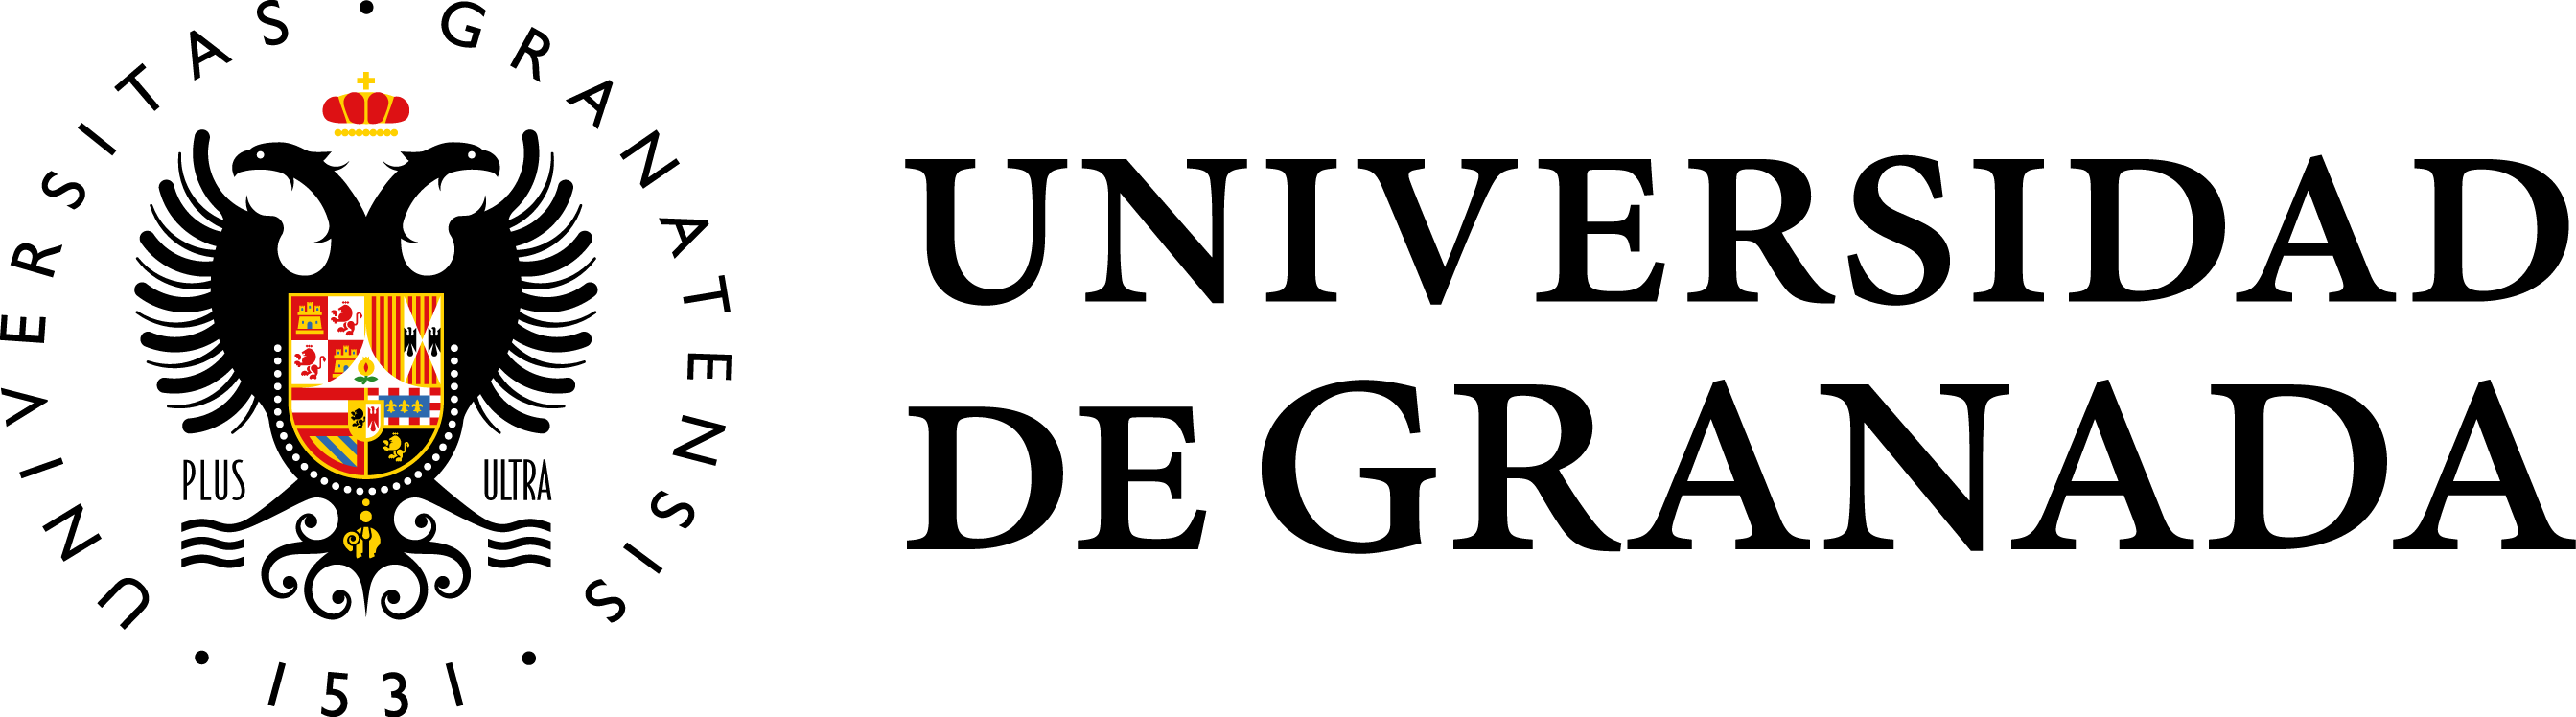 UNIVERSITAS · GRANATENSIS
· 1531 ·
PLUS ULTRA
UNIVERSIDAD
DE GRANADA